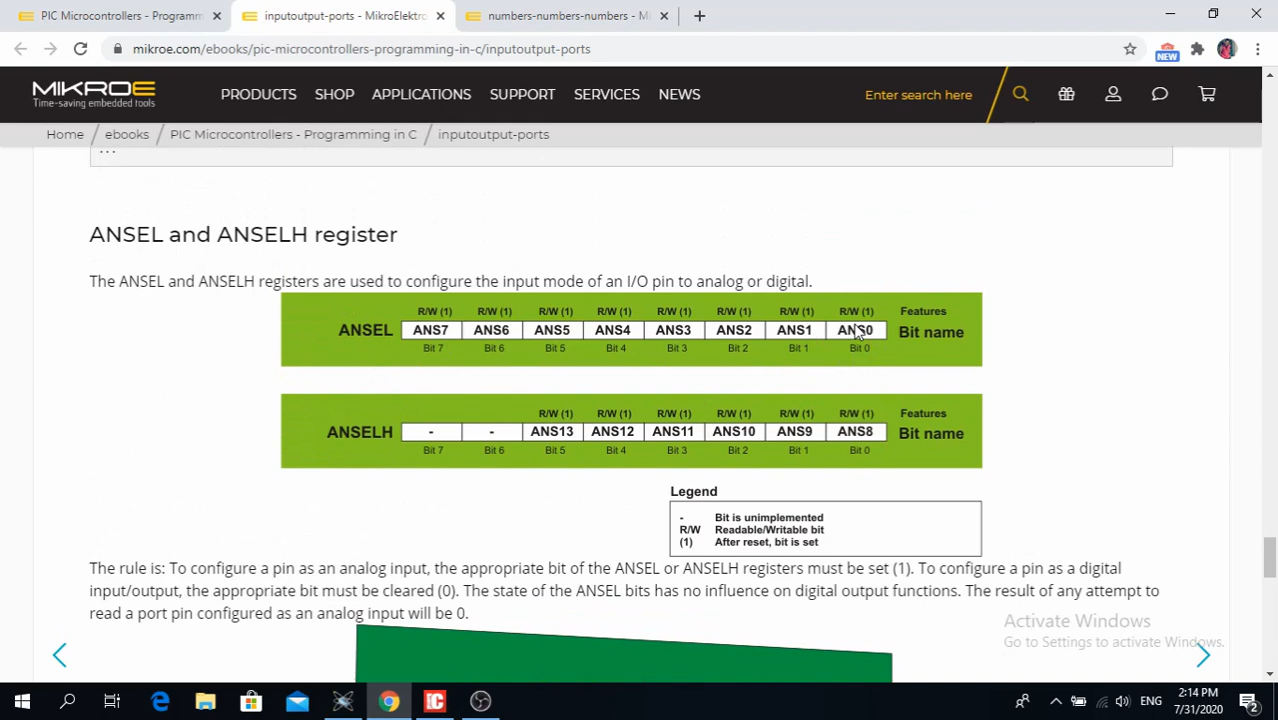 PIC Microcontrollers - Programm
inputoutput-ports - MikroElektro
numbers-numbers-numbers - Mi
mikroe.com/ebooks/pic-microcontrollers-programming-in-c/inputoutput-ports
NEW
MIKROE
Time-saving embedded tools
PRODUCTS SHOP APPLICATIONS SUPPORT SERVICES NEWS
Enter search here
Home / ebooks / PIC Microcontrollers - Programming in C / inputoutput-ports
...
ANSEL and ANSELH register
The ANSEL and ANSELH registers are used to configure the input mode of an I/O pin to analog or digital.
R/W (1) R/W (1) R/W (1) R/W (1) R/W (1) R/W (1) R/W (1) R/W (1) Features
ANSEL ANS7 ANS6 ANS5 ANS4 ANS3 ANS2 ANS1 ANS0 Bit name
Bit 7 Bit 6 Bit 5 Bit 4 Bit 3 Bit 2 Bit 1 Bit 0
R/W (1) R/W (1) R/W (1) R/W (1) R/W (1) R/W (1) Features
ANSELH - - ANS13 ANS12 ANS11 ANS10 ANS9 ANS8 Bit name
Bit 7 Bit 6 Bit 5 Bit 4 Bit 3 Bit 2 Bit 1 Bit 0
Legend
- Bit is unimplemented
R/W Readable/Writable bit
(1) After reset, bit is set
The rule is: To configure a pin as an analog input, the appropriate bit of the ANSEL or ANSELH registers must be set (1). To configure a pin as a digital
input/output, the appropriate bit must be cleared (0). The state of the ANSEL bits has no influence on digital output functions. The result of any attempt to
read a port pin configured as an analog input will be 0.
Activate Windows
Go to Settings to activate Windows.
ENG
2:14 PM
7/31/2020
2